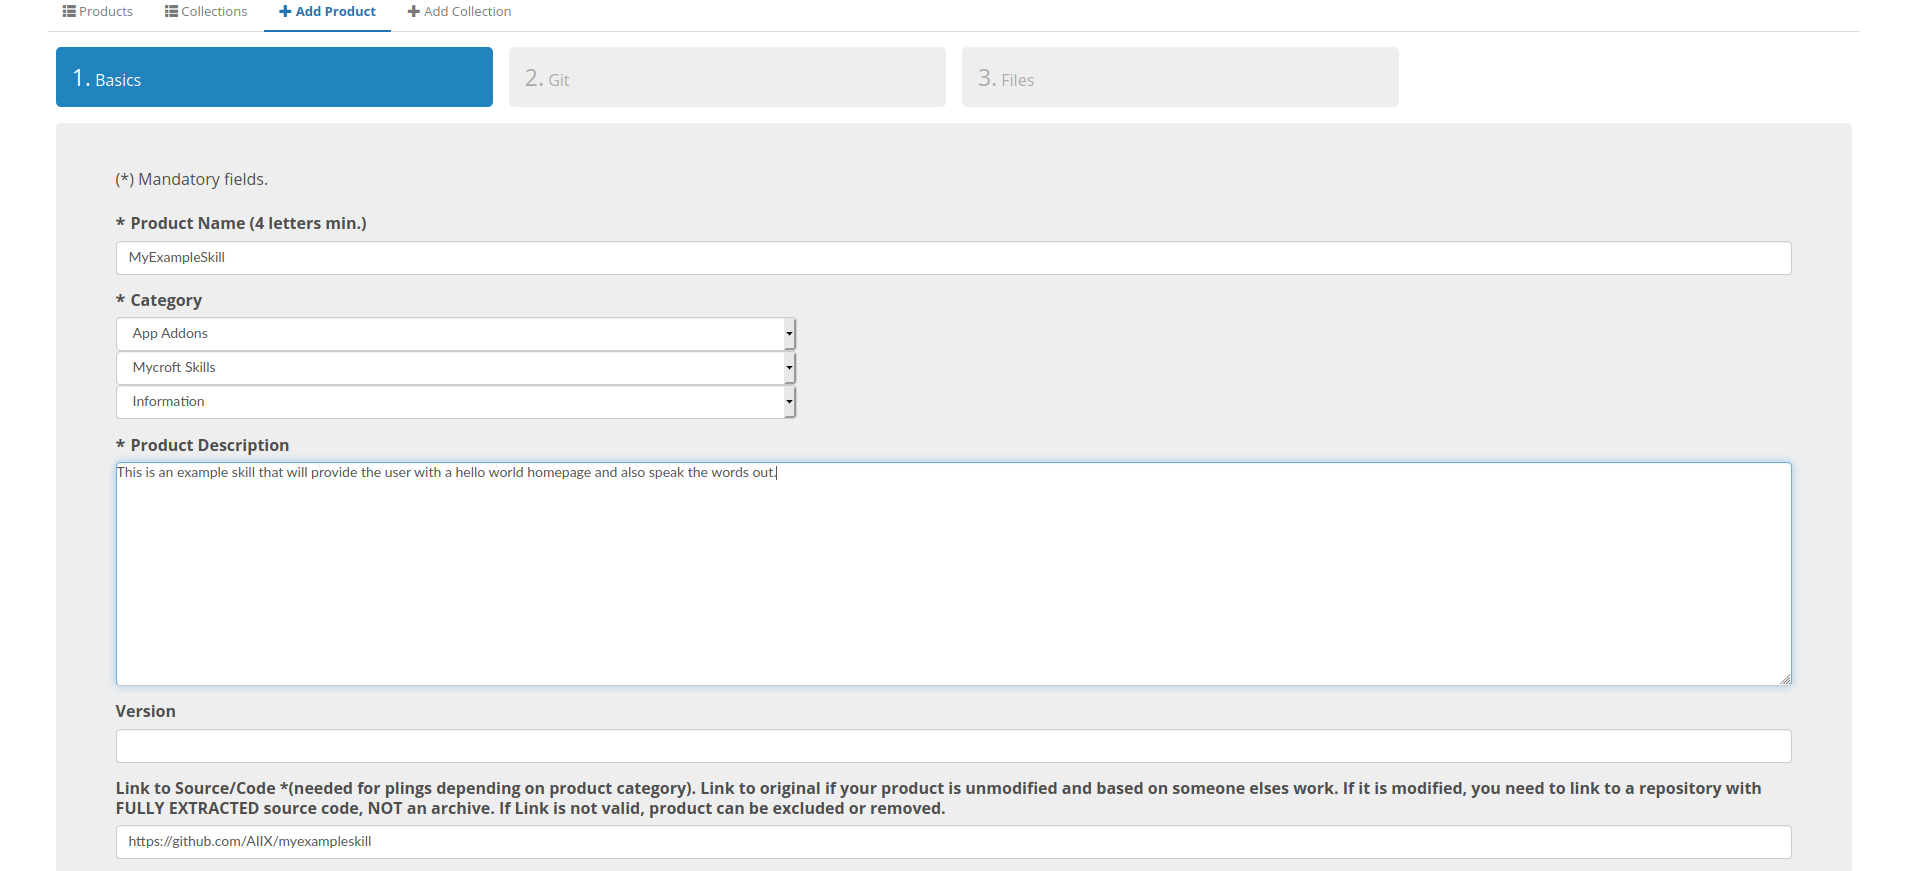 Products Collections Add Product Add Collection
1. Basics 2. Git 3. Files
(*) Mandatory fields.
* Product Name (4 letters min.)
MyExampleSkill
* Category
App Addons
Mycroft Skills
Information
* Product Description
This is an example skill that will provide the user with a hello world homepage and also speak the words out.
Version
Link to Source/Code *(needed for plings depending on product category). Link to original if your product is unmodified and based on someone elses work. If it is modified, you need to link to a repository with
FULLY EXTRACTED source code, NOT an archive. If Link is not valid, product can be excluded or removed.
https://github.com/AIIX/myexampleskill